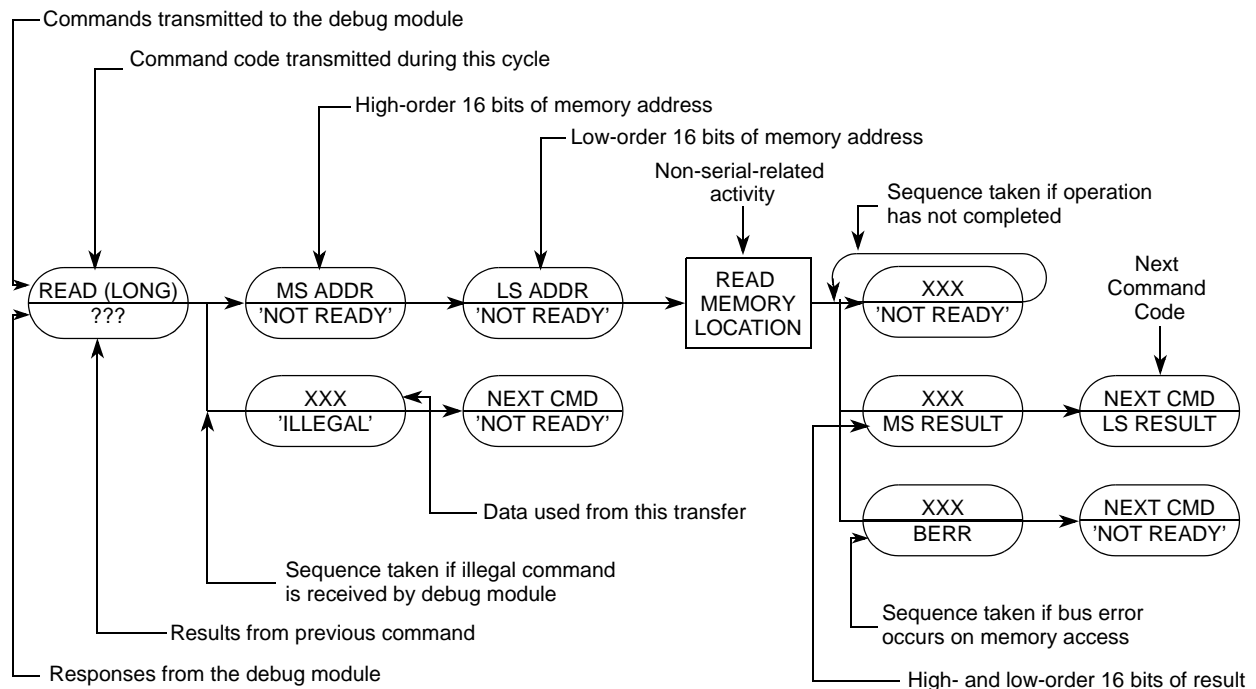 Commands transmitted to the debug module
Command code transmitted during this cycle
High-order 16 bits of memory address
Low-order 16 bits of memory address
Non-serial-related
activity
Sequence taken if operation
has not completed
Next
Command
Code
READ (LONG)
???
MS ADDR
'NOT READY'
LS ADDR
'NOT READY'
READ
MEMORY
LOCATION
XXX
'NOT READY'
XXX
'ILLEGAL'
NEXT CMD
'NOT READY'
XXX
MS RESULT
NEXT CMD
LS RESULT
XXX
BERR
NEXT CMD
'NOT READY'
Data used from this transfer
Sequence taken if illegal command
is received by debug module
Results from previous command
Responses from the debug module
Sequence taken if bus error
occurs on memory access
High- and low-order 16 bits of result